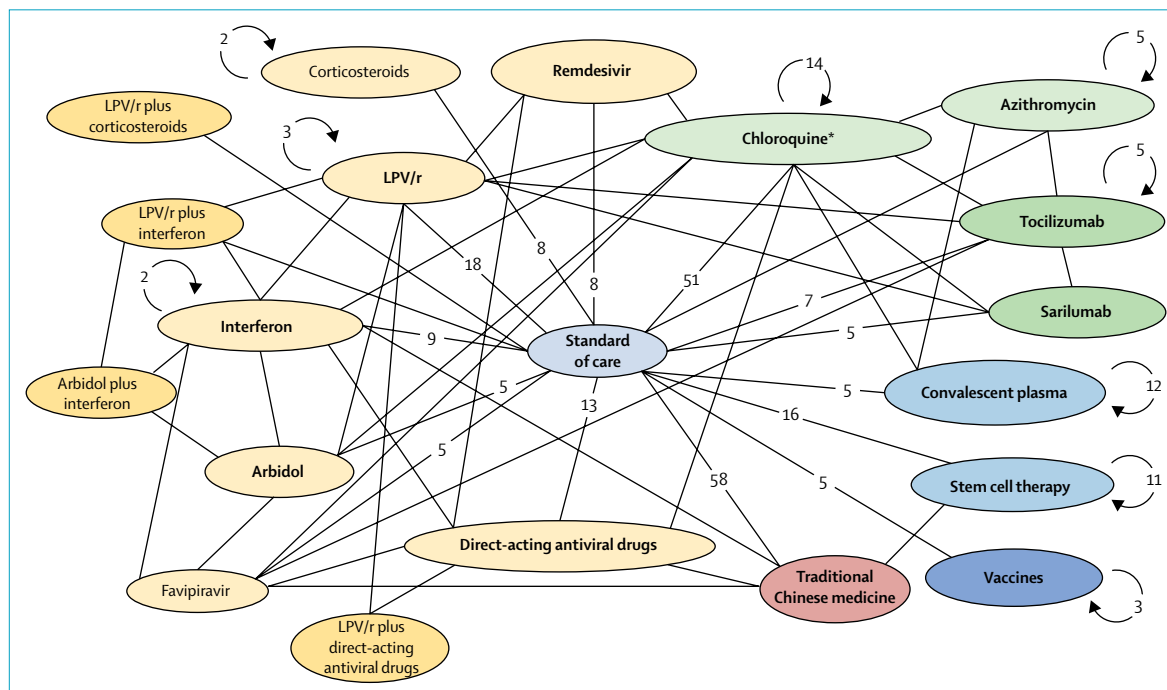 2
Corticosteroids
Remdesivir
14
5
Azithromycin
LPV/r plus
corticosteroids
3
Chloroquine*
LPV/r
5
Tocilizumab
LPV/r plus
interferon
8
18
8
51
7
2
Interferon
9
Standard
of care
5
Sarilumab
Arbidol plus
interferon
5
13
5
Convalescent plasma
12
16
Arbidol
5
58
5
Stem cell therapy
11
Direct-acting antiviral drugs
Favipiravir
Traditional
Chinese medicine
Vaccines
3
LPV/r plus
direct-acting
antiviral drugs